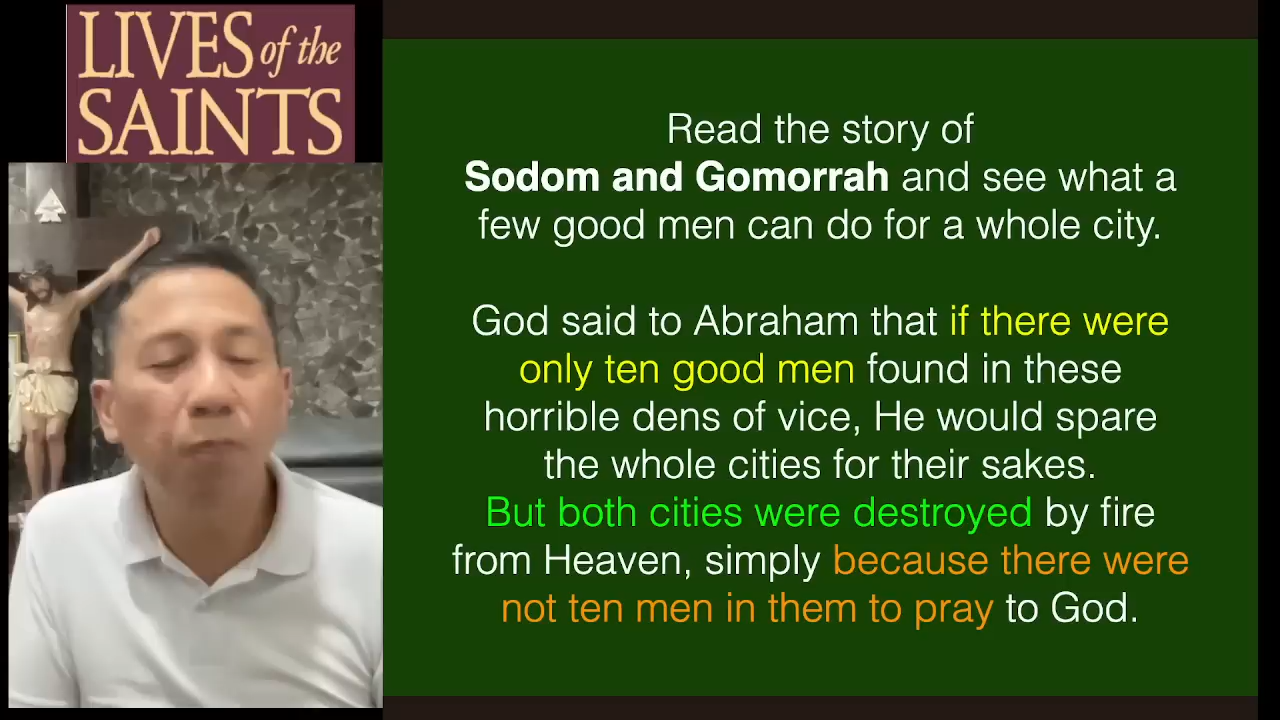 LIVES of the
SAINTS
Read the story of
Sodom and Gomorrah and see what a
few good men can do for a whole city.
God said to Abraham that if there were
only ten good men found in these
horrible dens of vice, He would spare
the whole cities for their sakes.
But both cities were destroyed by fire
from Heaven, simply because there were
not ten men in them to pray to God.